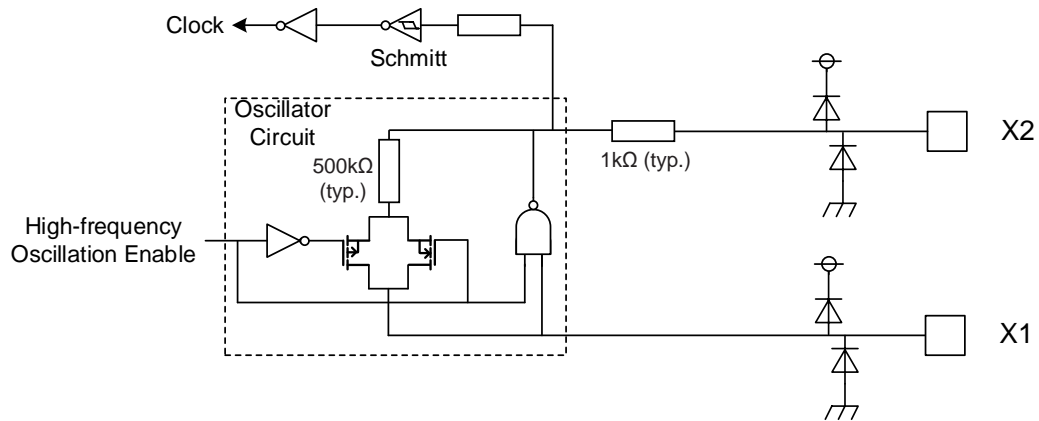 Clock
Schmitt
Oscillator
Circuit
500kΩ
(typ.)
1kΩ (typ.)
X2
High-frequency
Oscillation Enable
X1